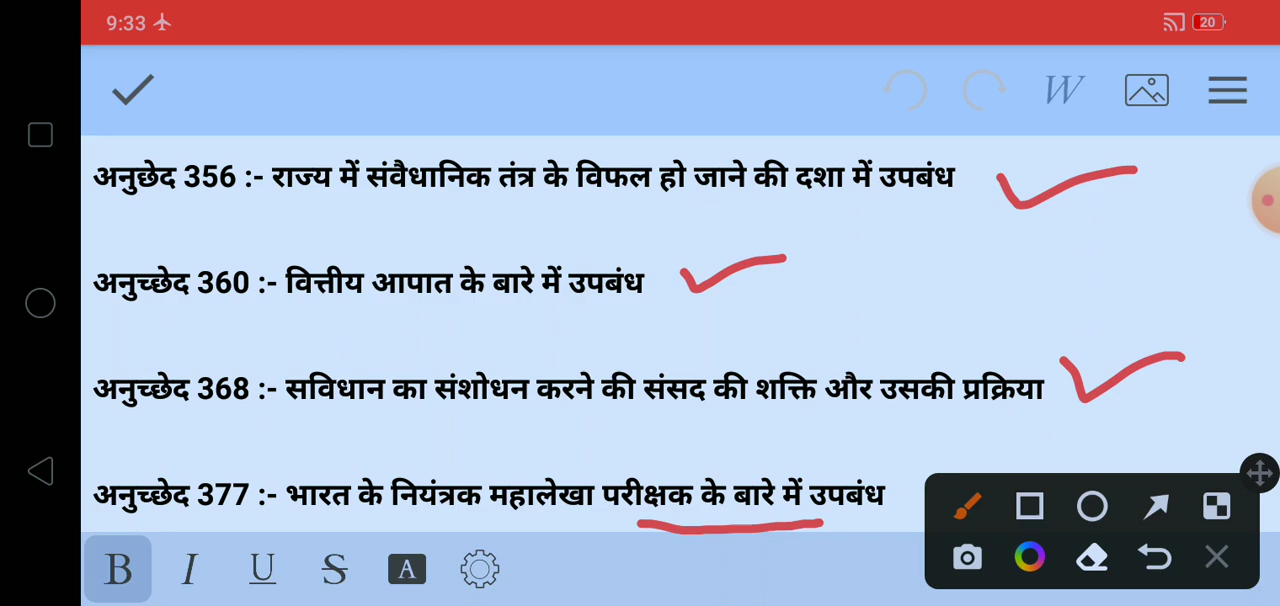 9:33
20
W
अनुछेद 356 :- राज्य में संवैधानिक तंत्र के विफल हो जाने की दशा में उपबंध
अनुच्छेद 360 :- वित्तीय आपात के बारे में उपबंध
अनुच्छेद 368 :- सविधान का संशोधन करने की संसद की शक्ति और उसकी प्रक्रिया
अनुच्छेद 377 :- भारत के नियंत्रक महालेखा परीक्षक के बारे में उपबंध
B I U S A